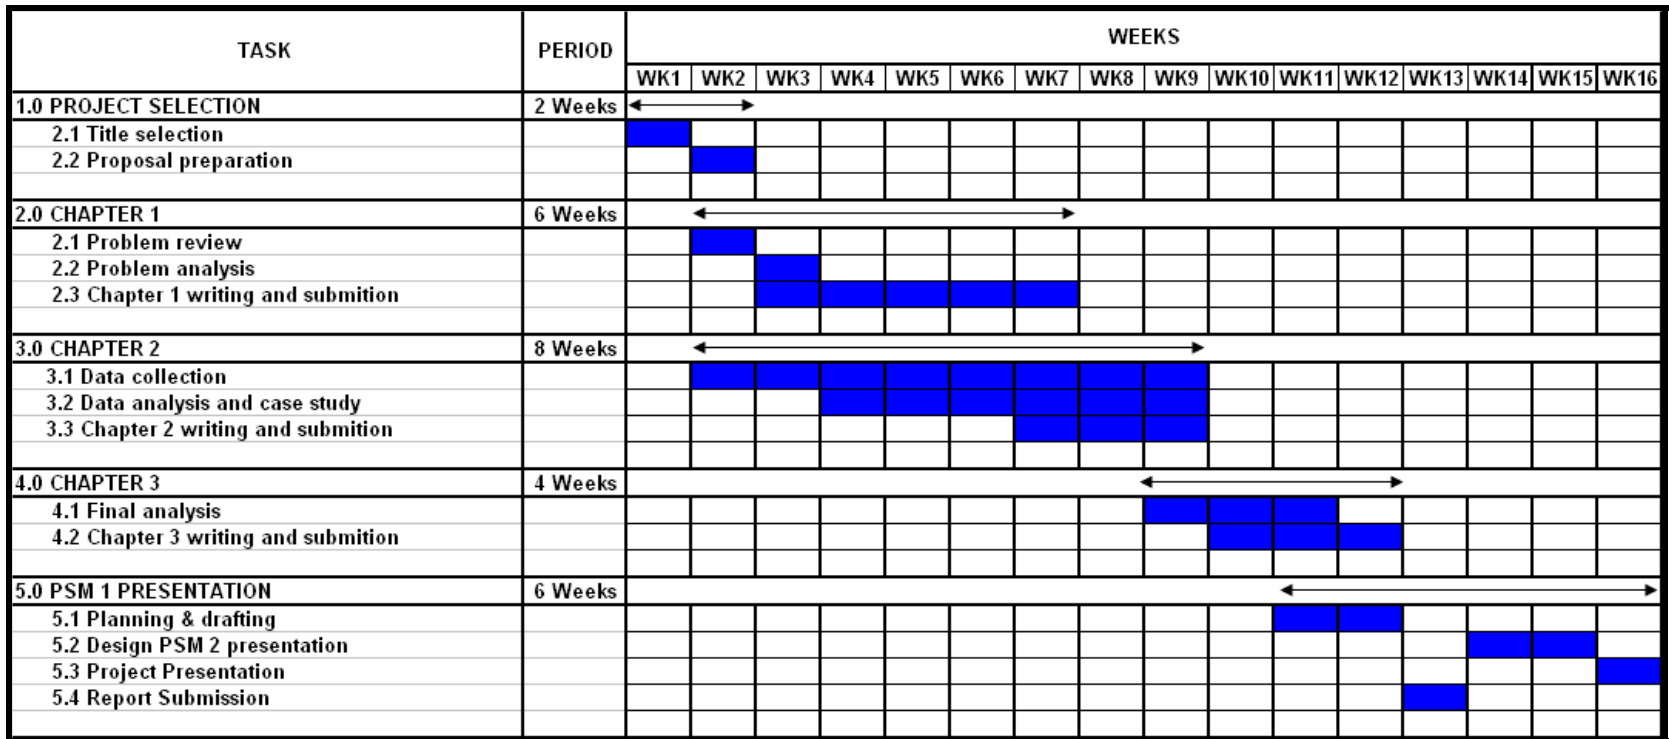 TASK PERIOD WEEKS
WK1 WK2 WK3 WK4 WK5 WK6 WK7 WK8 WK9 WK10 WK11 WK12 WK13 WK14 WK15 WK16
1.0 PROJECT SELECTION 2 Weeks
2.1 Title selection
2.2 Proposal preparation
2.0 CHAPTER 1 6 Weeks
2.1 Problem review
2.2 Problem analysis
2.3 Chapter 1 writing and submition
3.0 CHAPTER 2 8 Weeks
3.1 Data collection
3.2 Data analysis and case study
3.3 Chapter 2 writing and submition
4.0 CHAPTER 3 4 Weeks
4.1 Final analysis
4.2 Chapter 3 writing and submition
5.0 PSM 1 PRESENTATION 6 Weeks
5.1 Planning & drafting
5.2 Design PSM 2 presentation
5.3 Project Presentation
5.4 Report Submission